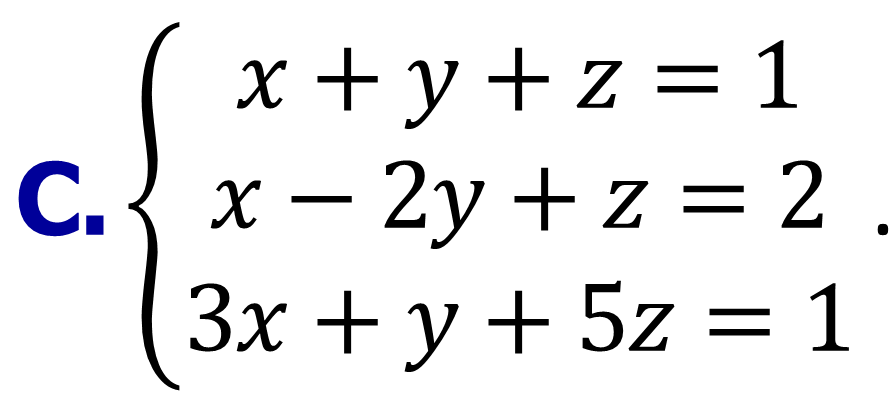 x + y + z = 1
C. x − 2y + z = 2 .
3x + y + 5z = 1